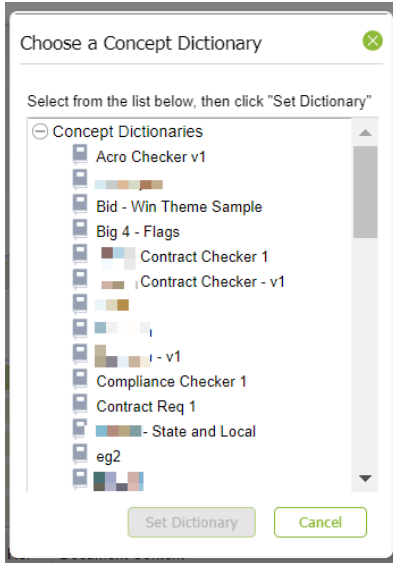 Choose a Concept Dictionary
Select from the list below, then click "Set Dictionary"
Concept Dictionaries
Acro Checker v1
Bid - Win Theme Sample
Big 4 - Flags
Contract Checker 1
Contract Checker - v1
- v1
Compliance Checker 1
Contract Req 1
- State and Local
eg2
Set Dictionary
Cancel
Document Content